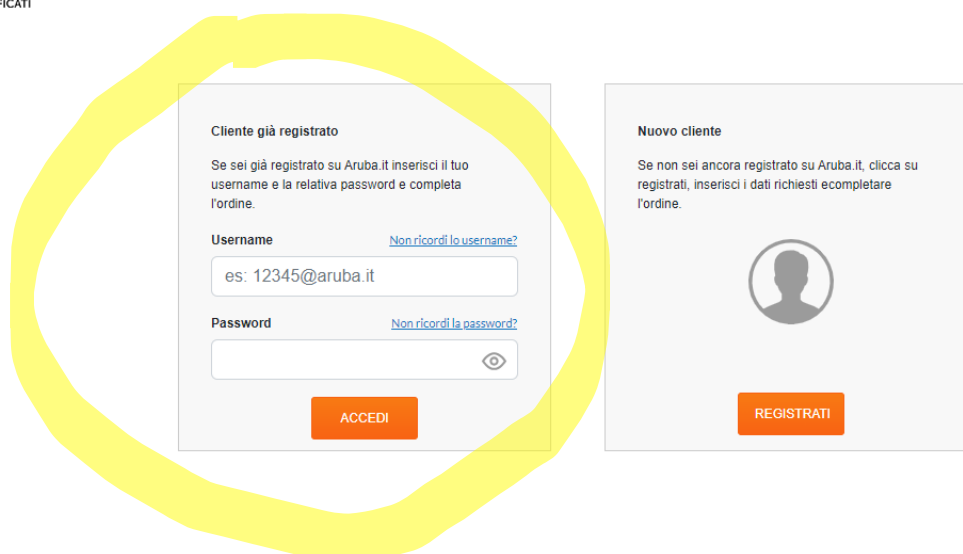 Cliente già registrato
Se sei già registrato su Aruba.it inserisci il tuo
username e la relativa password e completa
l'ordine.
Username
Non ricordi lo username?
es: 12345@aruba.it
Password
Non ricordi la password?
ACCEDI
Nuovo cliente
Se non sei ancora registrato su Aruba.it, clicca su
registrati, inserisci i dati richiesti ecompletare
l'ordine.
REGISTRATI